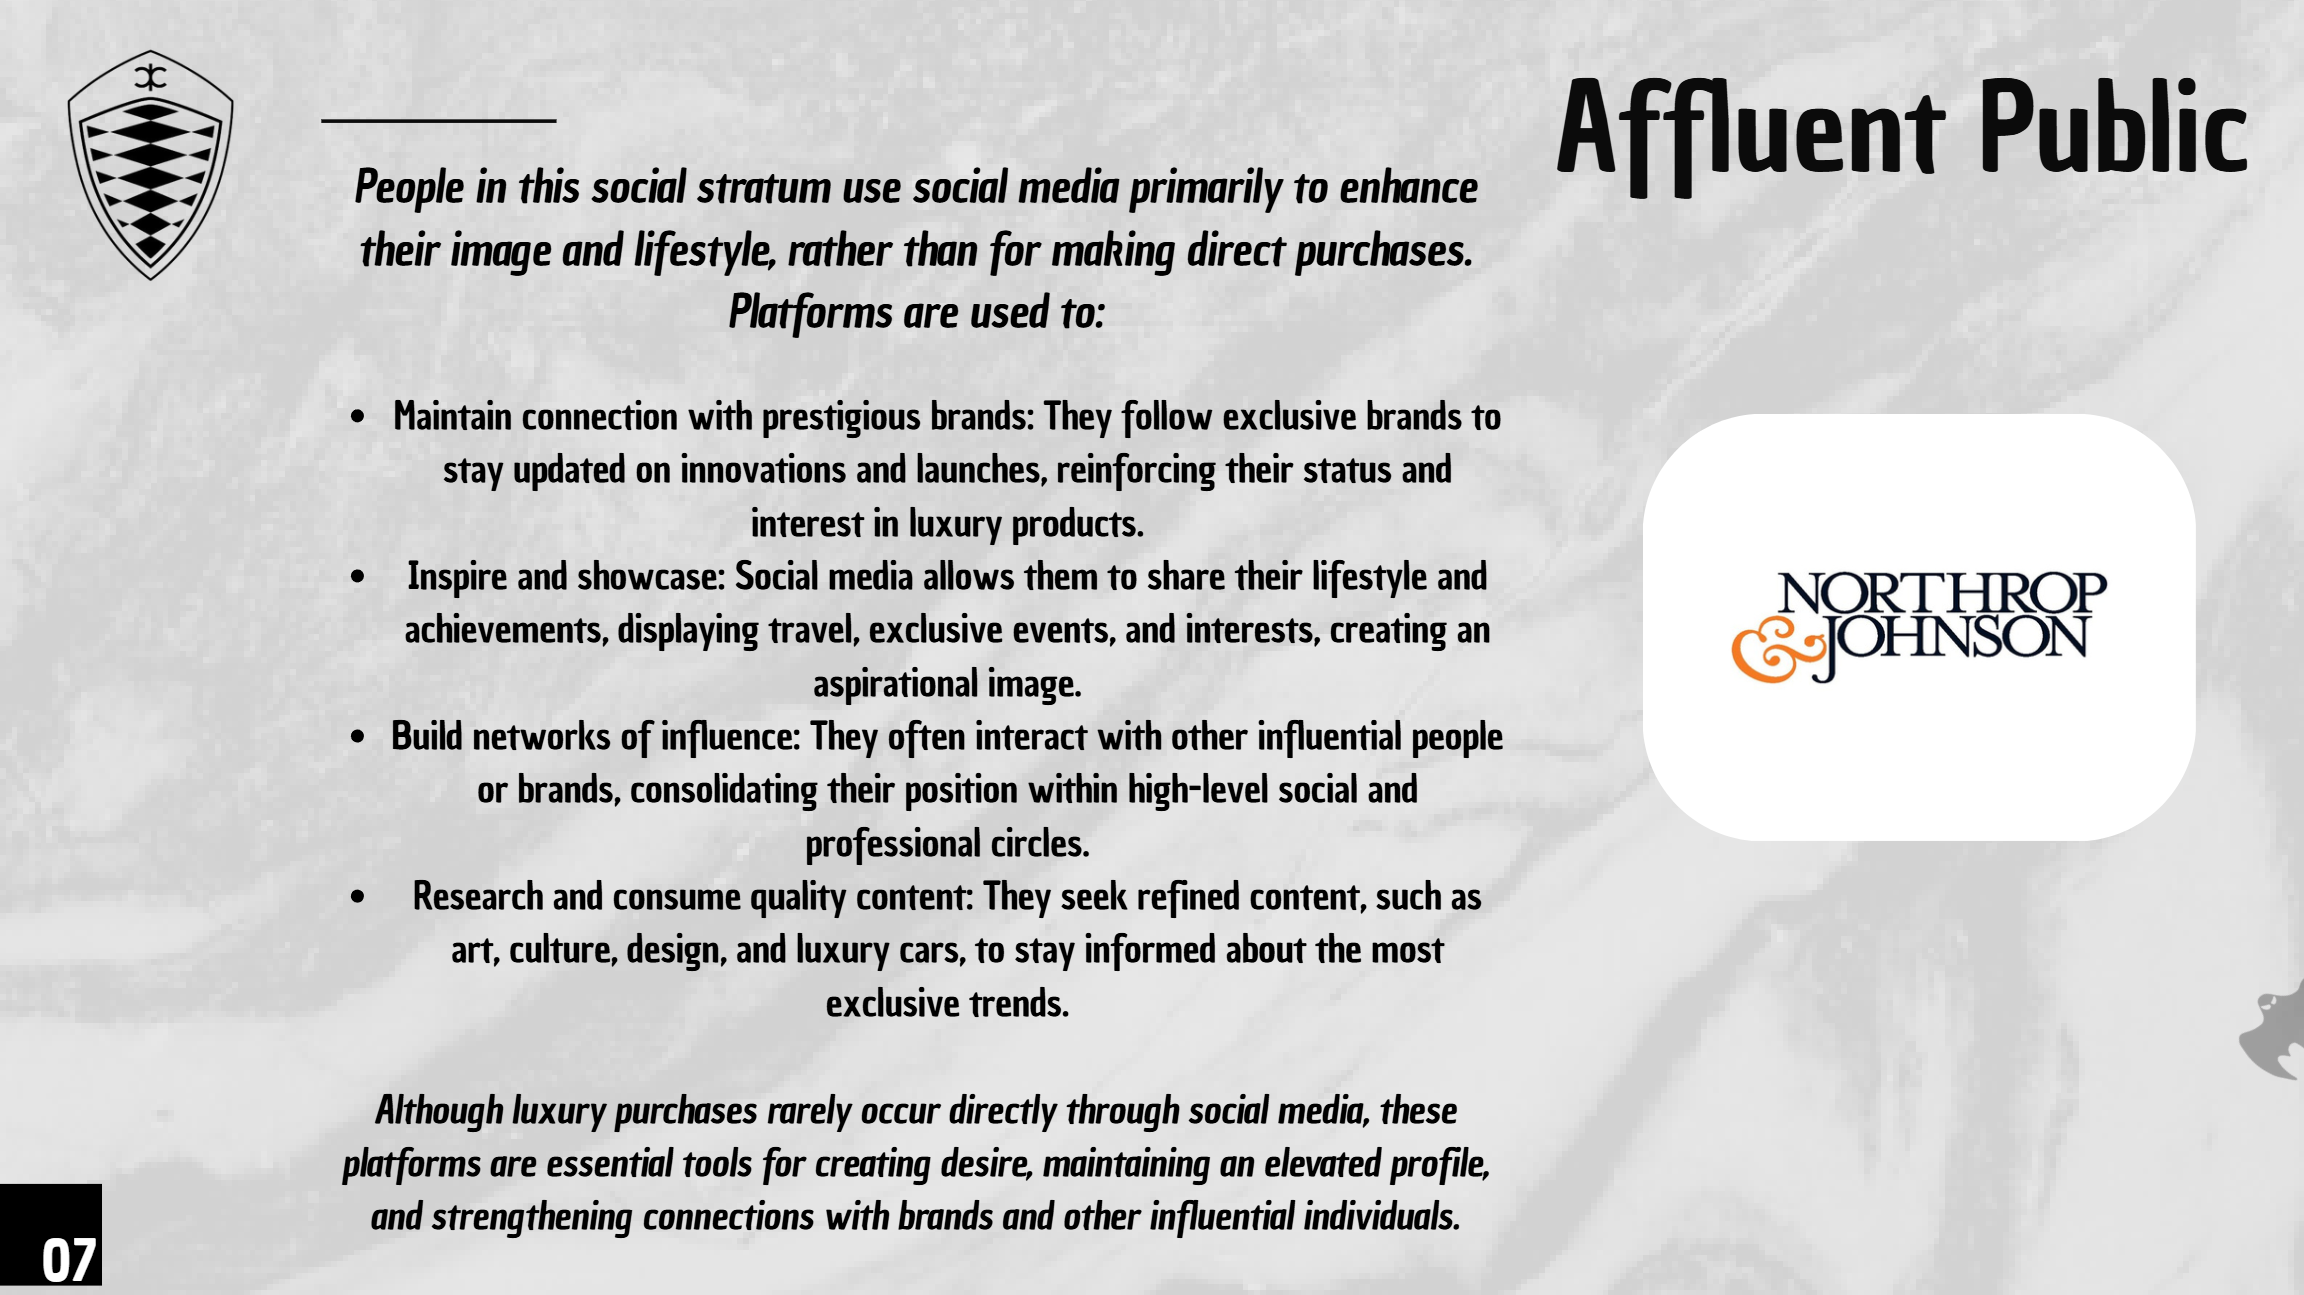 Affluent Public
People in this social stratum use social media primarily to enhance
their image and lifestyle, rather than for making direct purchases.
Platforms are used to:
• Maintain connection with prestigious brands: They follow exclusive brands to
stay updated on innovations and launches, reinforcing their status and
interest in luxury products.
• Inspire and showcase: Social media allows them to share their lifestyle and
achievements, displaying travel, exclusive events, and interests, creating an
aspirational image.
• Build networks of influence: They often interact with other influential people
or brands, consolidating their position within high-level social and
professional circles.
• Research and consume quality content: They seek refined content, such as
art, culture, design, and luxury cars, to stay informed about the most
exclusive trends.
Although luxury purchases rarely occur directly through social media, these
platforms are essential tools for creating desire, maintaining an elevated profile,
and strengthening connections with brands and other influential individuals.
NORTHROP
& JOHNSON
07